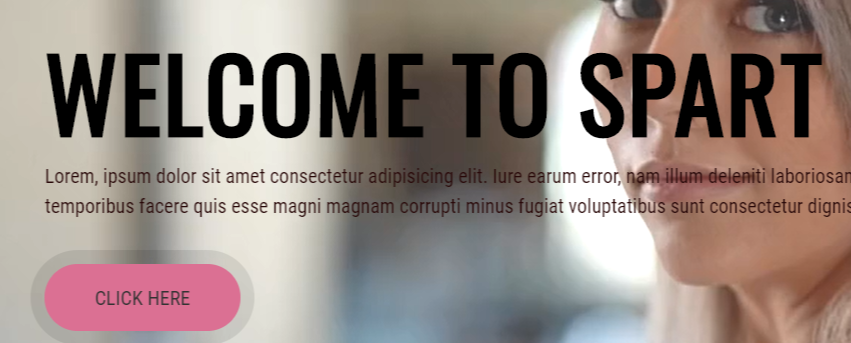 WELCOME TO SPART
Lorem, ipsum dolor sit amet consectetur adipisicing elit. Iure earum error, nam illum deleniti laboriosan
temporibus facere quis esse magni magnam corrupti minus fugiat voluptatibus sunt consectetur dignis
CLICK HERE